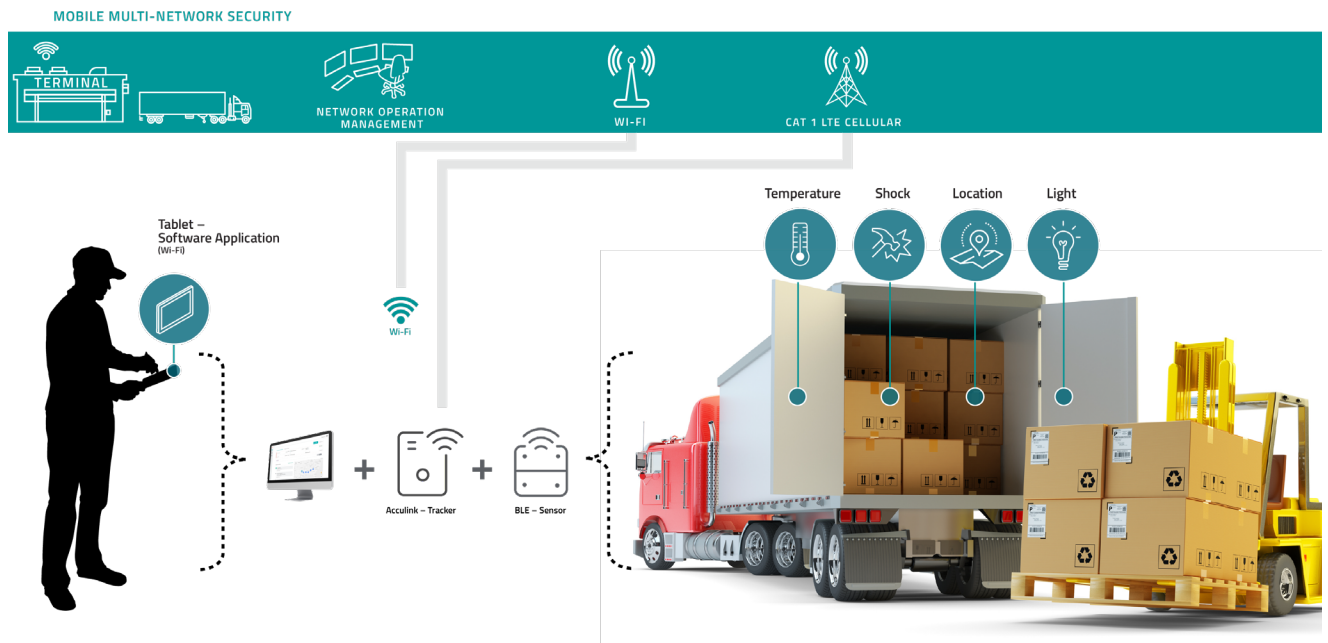 MOBILE MULTI-NETWORK SECURITY
TERMINAL
NETWORK OPERATION
MANAGEMENT
WI-FI
CAT 1 LTE CELLULAR
Temperature
Shock
Location
Light
Tablet –
Software Application
(Wi-Fi)
Wi-Fi
Acculink – Tracker
BLE – Sensor